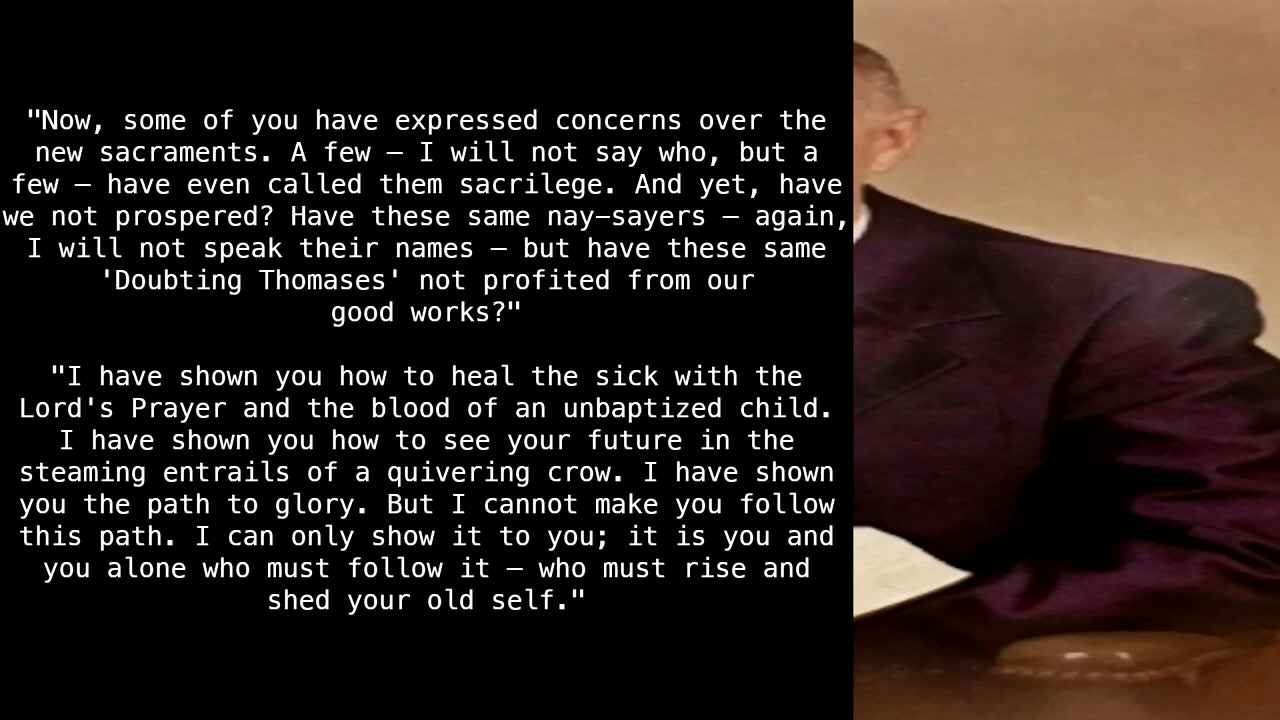 "Now, some of you have expressed concerns over the
new sacraments. A few – I will not say who, but a
few – have even called them sacrilege. And yet, have
we not prospered? Have these same nay-sayers – again,
I will not speak their names – but have these same
'Doubting Thomases' not profited from our
good works?"
"I have shown you how to heal the sick with the
Lord's Prayer and the blood of an unbaptized child.
I have shown you how to see your future in the
steaming entrails of a quivering crow. I have shown
you the path to glory. But I cannot make you follow
this path. I can only show it to you; it is you and
you alone who must follow it – who must rise and
shed your old self."